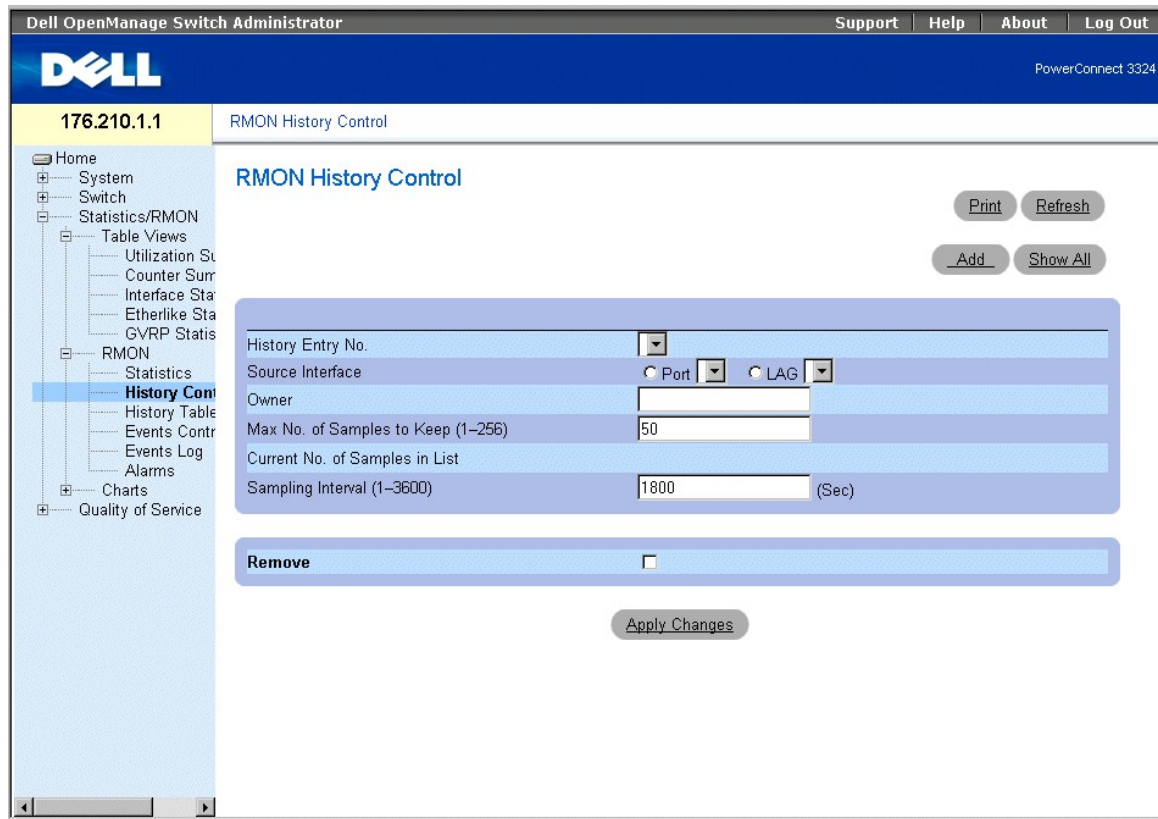 Dell OpenManage Switch Administrator Support Help About Log Out
DELL
PowerConnect 3324
176.210.1.1
RMON History Control
Home
System
Switch
Statistics/RMON
Table Views
Utilization Su
Counter Sum
Interface Sta
Etherlike Sta
GVRP Statis
RMON
Statistics
History Cont
History Table
Events Contr
Events Log
Alarms
Charts
Quality of Service
RMON History Control
Print Refresh
Add Show All
History Entry No.
Source Interface Port LAG
Owner
Max No. of Samples to Keep (1–256) 50
Current No. of Samples in List
Sampling Interval (1–3600) 1800 (Sec)
Remove
Apply Changes